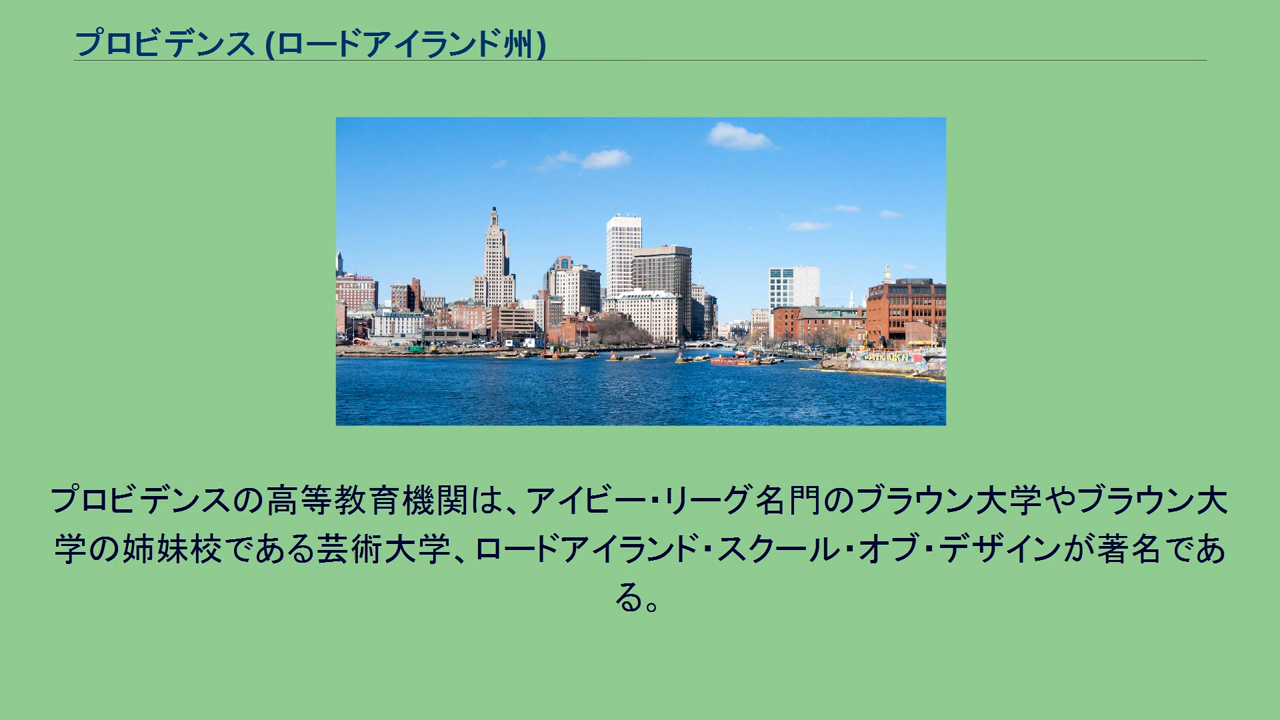 プロビデンス (ロードアイランド州)
プロビデンスの高等教育機関は、アイビー・リーグ名門のブラウン大学やブラウン大
学の姉妹校である芸術大学、ロードアイランド・スクール・オブ・デザインが著名であ
る。